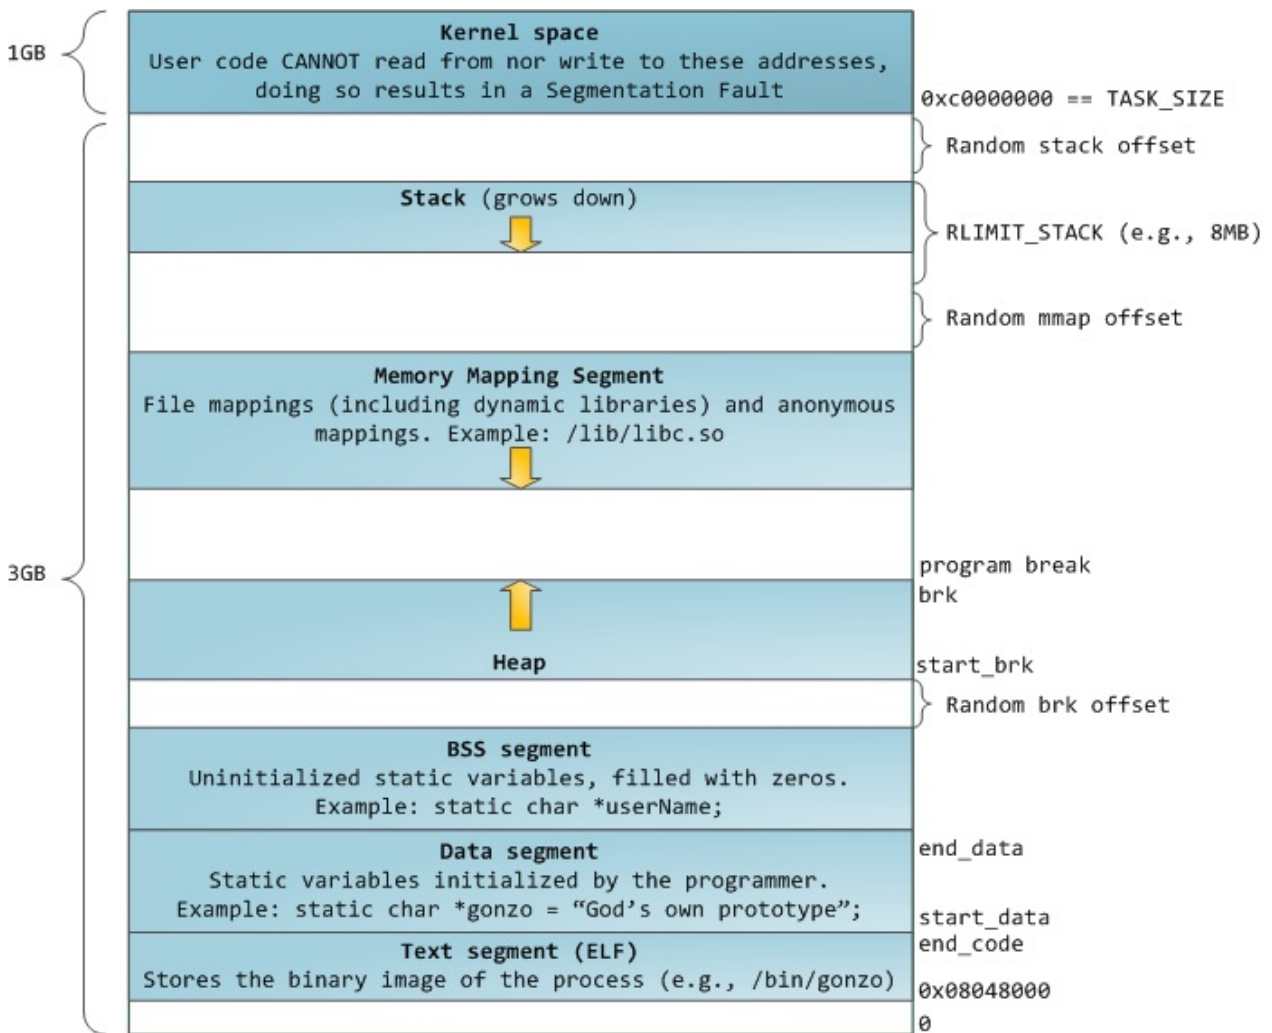 Kernel space
1GB
User code CANNOT read from nor write to these addresses,
doing so results in a Segmentation Fault
0xc0000000 == TASK_SIZE
Random stack offset
Stack (grows down)
RLIMIT_STACK (e.g., 8MB)
Random mmap offset
Memory Mapping Segment
File mappings (including dynamic libraries) and anonymous
mappings. Example: /lib/libc.so
3GB
program break
brk
Heap
start_brk
Random brk offset
BSS segment
Uninitialized static variables, filled with zeros.
Example: static char *userName;
Data segment
end_data
Static variables initialized by the programmer.
Example: static char *gonzo = “God’s own prototype”;
start_data
end_code
Text segment (ELF)
Stores the binary image of the process (e.g., /bin/gonzo)
0x08048000
0